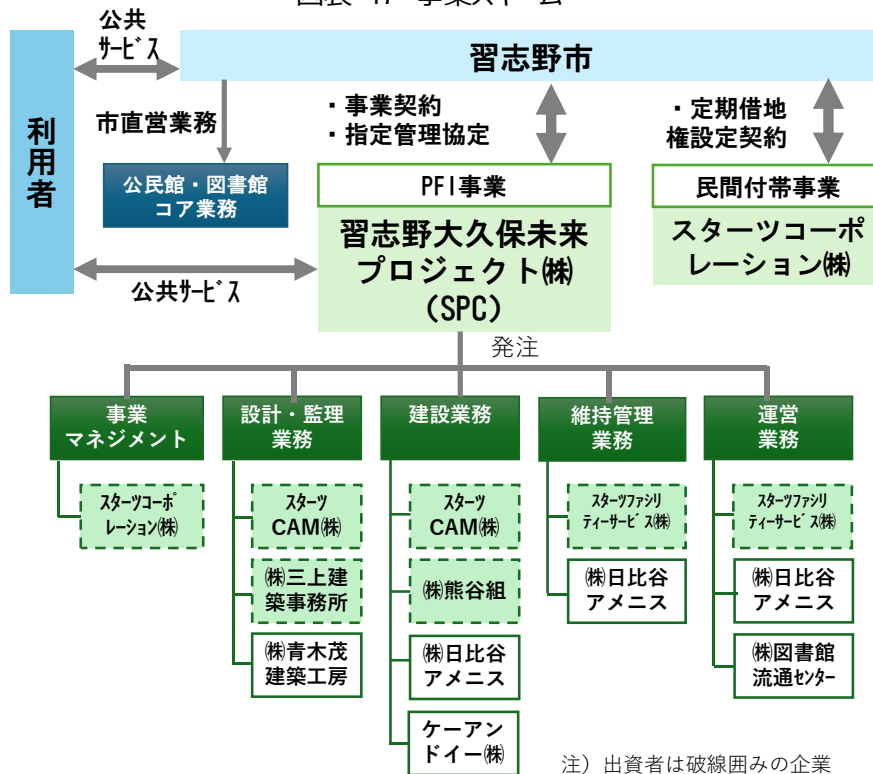 公共
ｻｰﾋﾞｽ
習志野市
利用者
市直営業務
・事業契約
・指定管理協定
・定期借地
権設定契約
公民館・図書館
コア業務
PFI事業
民間付帯事業
習志野大久保未来
プロジェクト㈱
（SPC）
スターツコーポ
レーション㈱
公共ｻｰﾋﾞｽ
発注
事業
マネジメント
設計・監理
業務
建設業務
維持管理
業務
運営
業務
ｽﾀｰﾂｺｰﾎﾟ
ﾚｰｼｮﾝ㈱
ｽﾀｰﾂ
CAM㈱
ｽﾀｰﾂ
CAM㈱
ｽﾀｰﾂﾌｧｼﾘ
ﾃｨｰｻｰﾋﾞｽ㈱
ｽﾀｰﾂﾌｧｼﾘ
ﾃｨｰｻｰﾋﾞｽ㈱
㈱三上建
築事務所
㈱熊谷組
㈱日比谷
アメニス
㈱日比谷
アメニス
㈱青木茂
建築工房
㈱日比谷
アメニス
㈱図書館
流通ｾﾝﾀｰ
ケーアン
ドイー㈱
注）出資者は破線囲みの企業